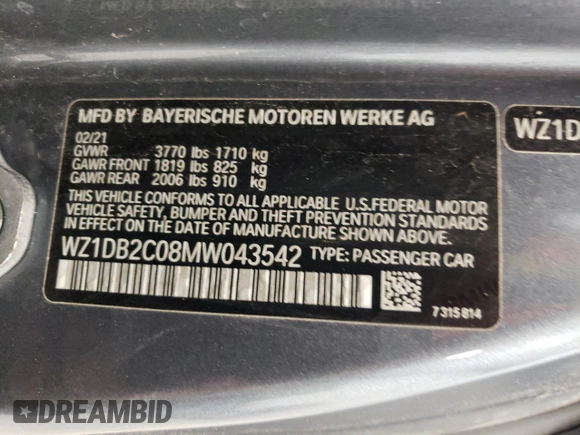 MFD BY BAYERISCHE MOTOREN WERKE AG
02/21
GVWR 3770 lbs 1710 kg
GAWR FRONT 1819 lbs 825 kg
GAWR REAR 2006 lbs 910 kg
THIS VEHICLE CONFORMS TO ALL APPLICABLE U.S.FEDERAL MOTOR
VEHICLE SAFETY, BUMPER AND THEFT PREVENTION STANDARDS IN
EFFECT ON THE DATE OF MANUFACTURE SHOWN ABOVE.
WZ1DB2C08MW043542 TYPE: PASSENGER CAR
7315814
WZ1D
DREAMBID